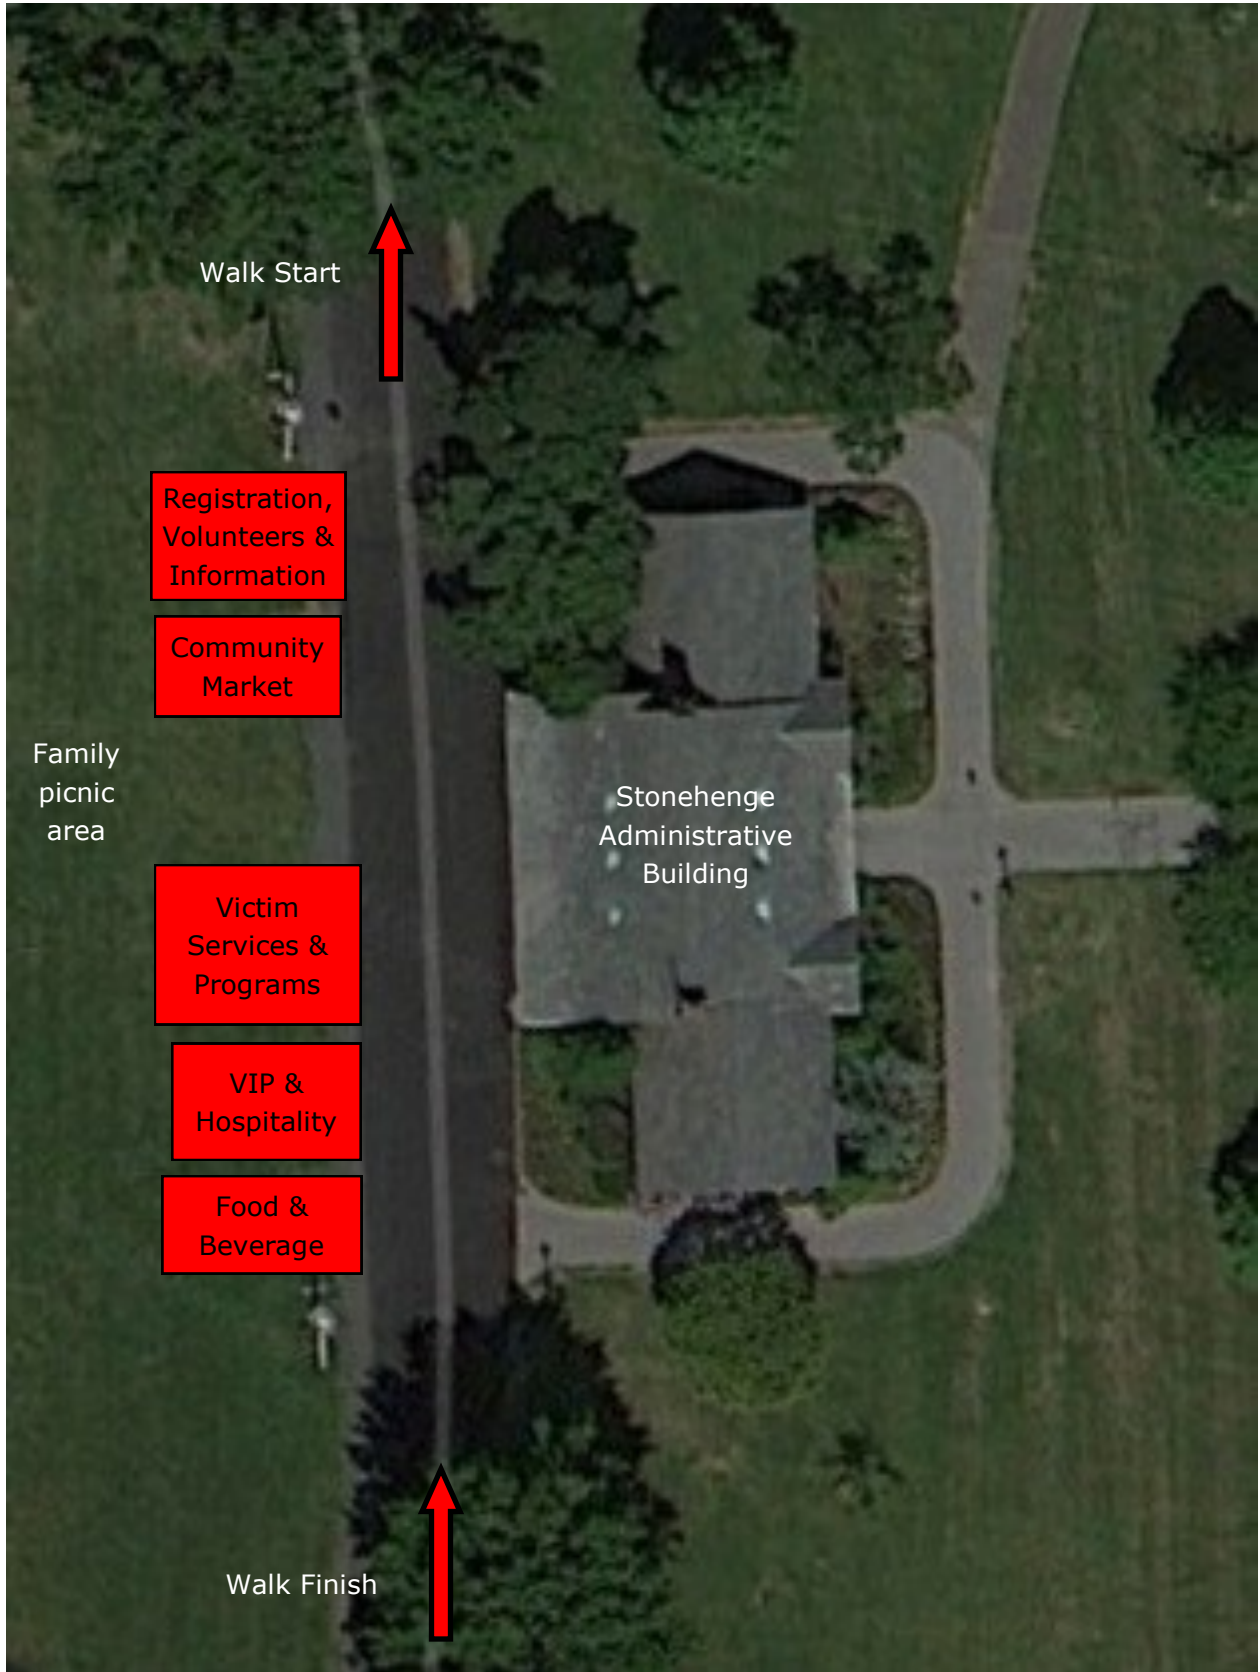 Walk Start
Registration,
Volunteers &
Information
Community
Market
Family
picnic
area
Stonehenge
Administrative
Building
Victim
Services &
Programs
VIP &
Hospitality
Food &
Beverage
Walk Finish